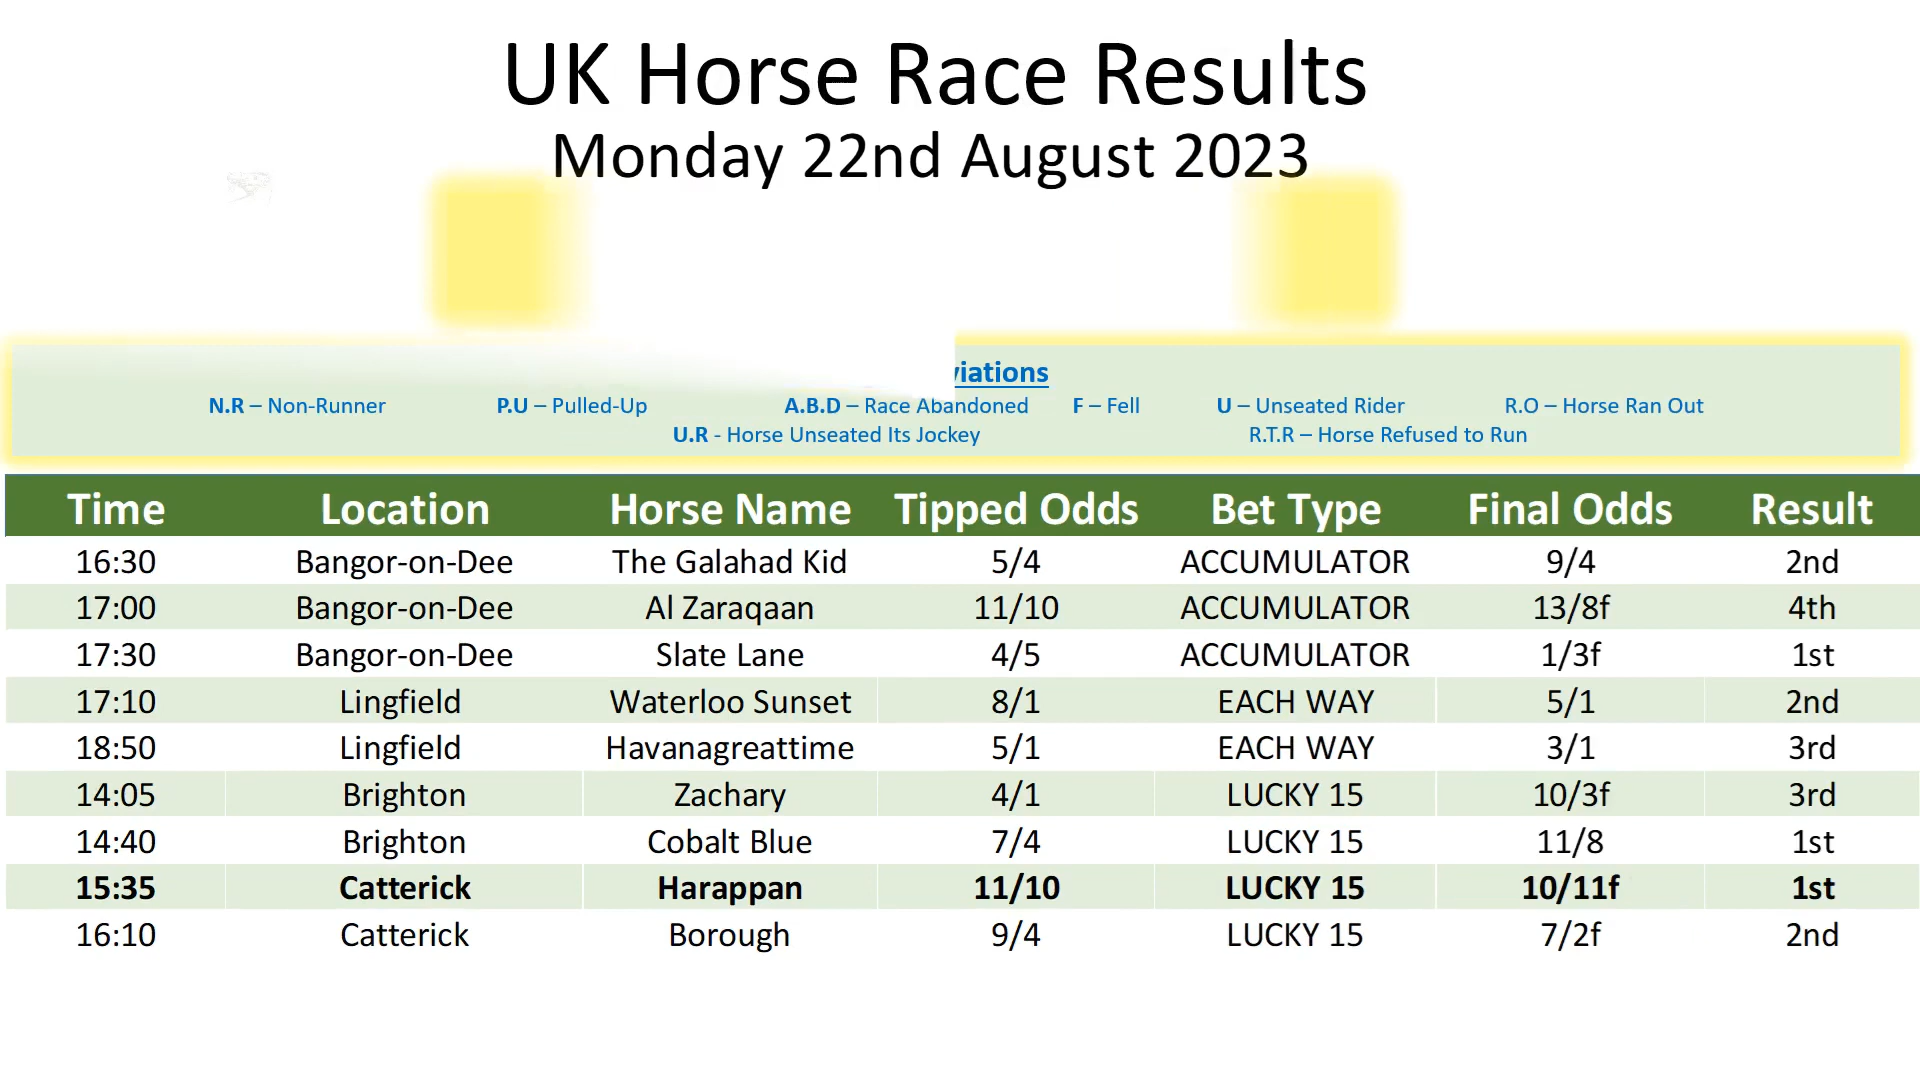 UK Horse Race Results
Monday 22nd August 2023
viations
N.R – Non-Runner P.U – Pulled-Up A.B.D – Race Abandoned F – Fell U – Unseated Rider R.O – Horse Ran Out
U.R - Horse Unseated Its Jockey R.T.R – Horse Refused to Run
Time Location Horse Name Tipped Odds Bet Type Final Odds Result
16:30 Bangor-on-Dee The Galahad Kid 5/4 ACCUMULATOR 9/4 2nd
17:00 Bangor-on-Dee Al Zaraqaan 11/10 ACCUMULATOR 13/8f 4th
17:30 Bangor-on-Dee Slate Lane 4/5 ACCUMULATOR 1/3f 1st
17:10 Lingfield Waterloo Sunset 8/1 EACH WAY 5/1 2nd
18:50 Lingfield Havanagreattime 5/1 EACH WAY 3/1 3rd
14:05 Brighton Zachary 4/1 LUCKY 15 10/3f 3rd
14:40 Brighton Cobalt Blue 7/4 LUCKY 15 11/8 1st
15:35 Catterick Harappan 11/10 LUCKY 15 10/11f 1st
16:10 Catterick Borough 9/4 LUCKY 15 7/2f 2nd